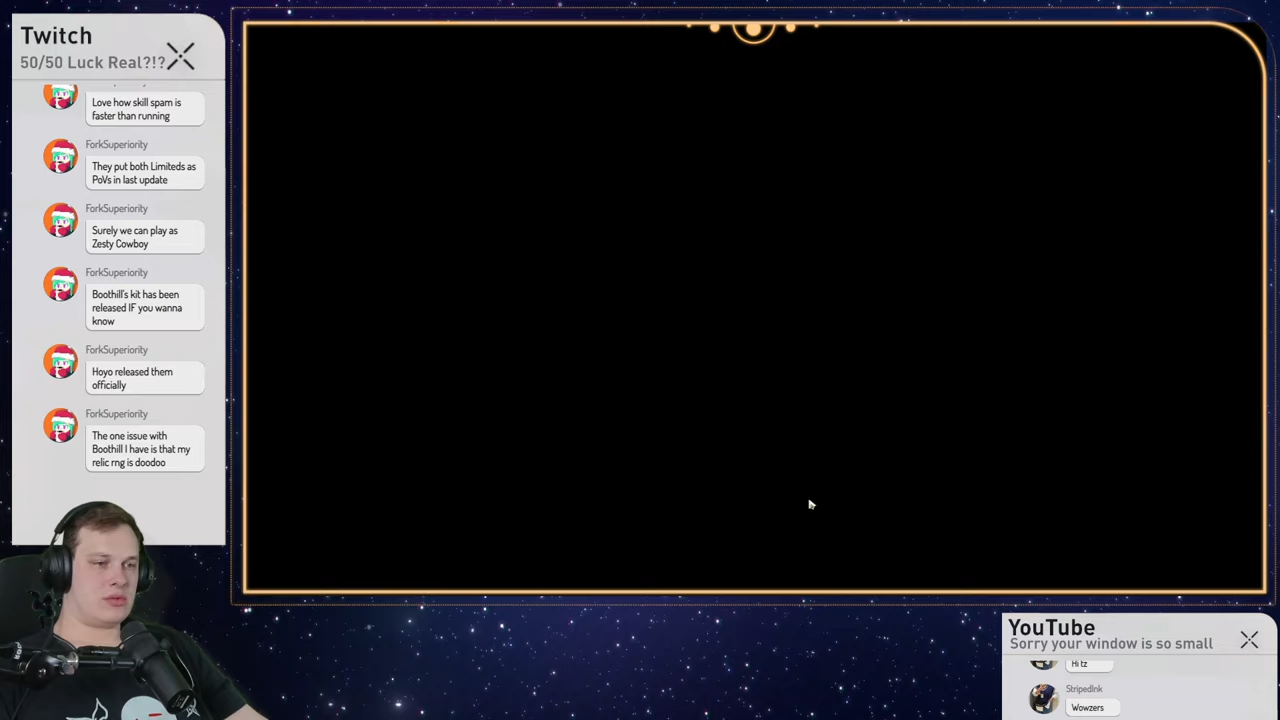 Twitch
50/50 Luck Real?!?
Love how skill spam is
faster than running
ForkSuperiority
They put both Limiteds as
PoVs in last update
ForkSuperiority
Surely we can play as
Zesty Cowboy
ForkSuperiority
Boothill's kit has been
released IF you wanna
know
ForkSuperiority
Hoyo released them
officially
ForkSuperiority
The one issue with
Boothill I have is that my
relic rng is doodoo
YouTube
Sorry your window is so small
Hi tz
StripedInk
Wowzers